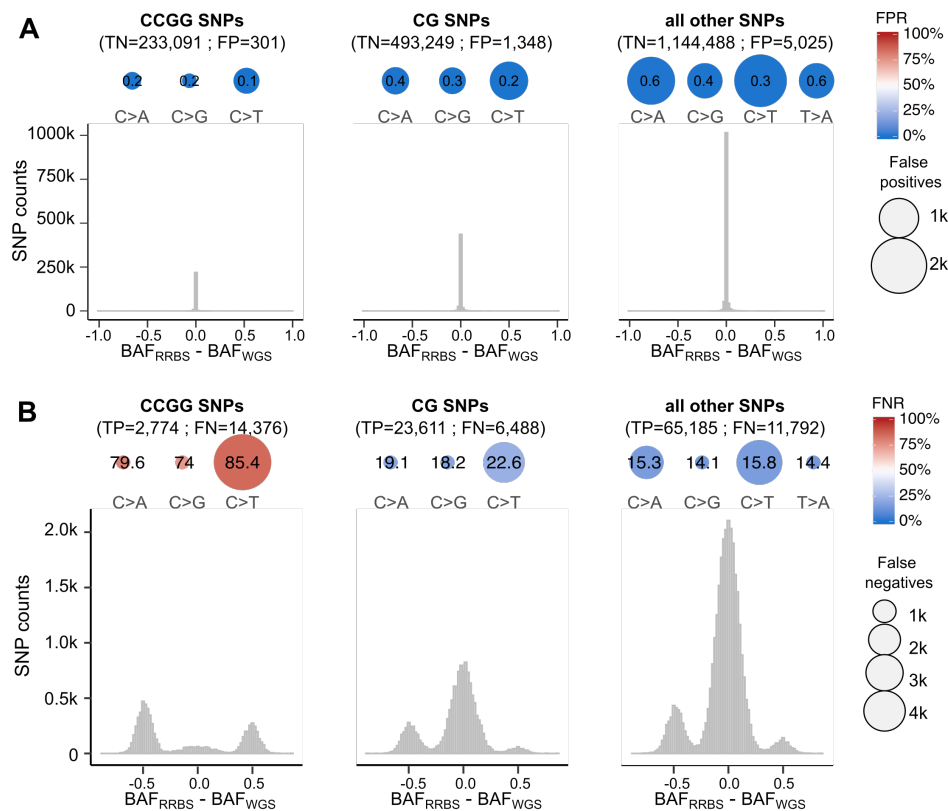 A
CCGG SNPs
(TN=233,091 ; FP=301)
0.2 0.2 0.1
C>A C>G C>T
CG SNPs
(TN=493,249 ; FP=1,348)
0.4 0.3 0.2
C>A C>G C>T
all other SNPs
(TN=1,144,488 ; FP=5,025)
0.6 0.4 0.3 0.6
C>A C>G C>T T>A
FPR
100%
75%
50%
25%
0%
False
positives
1k
2k
SNP counts
1000k
750k
500k
250k
0
-1.0 -0.5 0.0 0.5 1.0
BAFRRBS - BAFWGS
-1.0 -0.5 0.0 0.5 1.0
BAFRRBS - BAFWGS
-1.0 -0.5 0.0 0.5 1.0
BAFRRBS - BAFWGS
B
CCGG SNPs
(TP=2,774 ; FN=14,376)
79.6 74 85.4
C>A C>G C>T
CG SNPs
(TP=23,611 ; FN=6,488)
19.1 18.2 22.6
C>A C>G C>T
all other SNPs
(TP=65,185 ; FN=11,792)
15.3 14.1 15.8 14.4
C>A C>G C>T T>A
FNR
100%
75%
50%
25%
0%
False
negatives
1k
2k
3k
4k
SNP counts
2.0k
1.5k
1.0k
0.5k
0
-0.5 0.0 0.5
BAFRRBS - BAFWGS
-0.5 0.0 0.5
BAFRRBS - BAFWGS
-0.5 0.0 0.5
BAFRRBS - BAFWGS